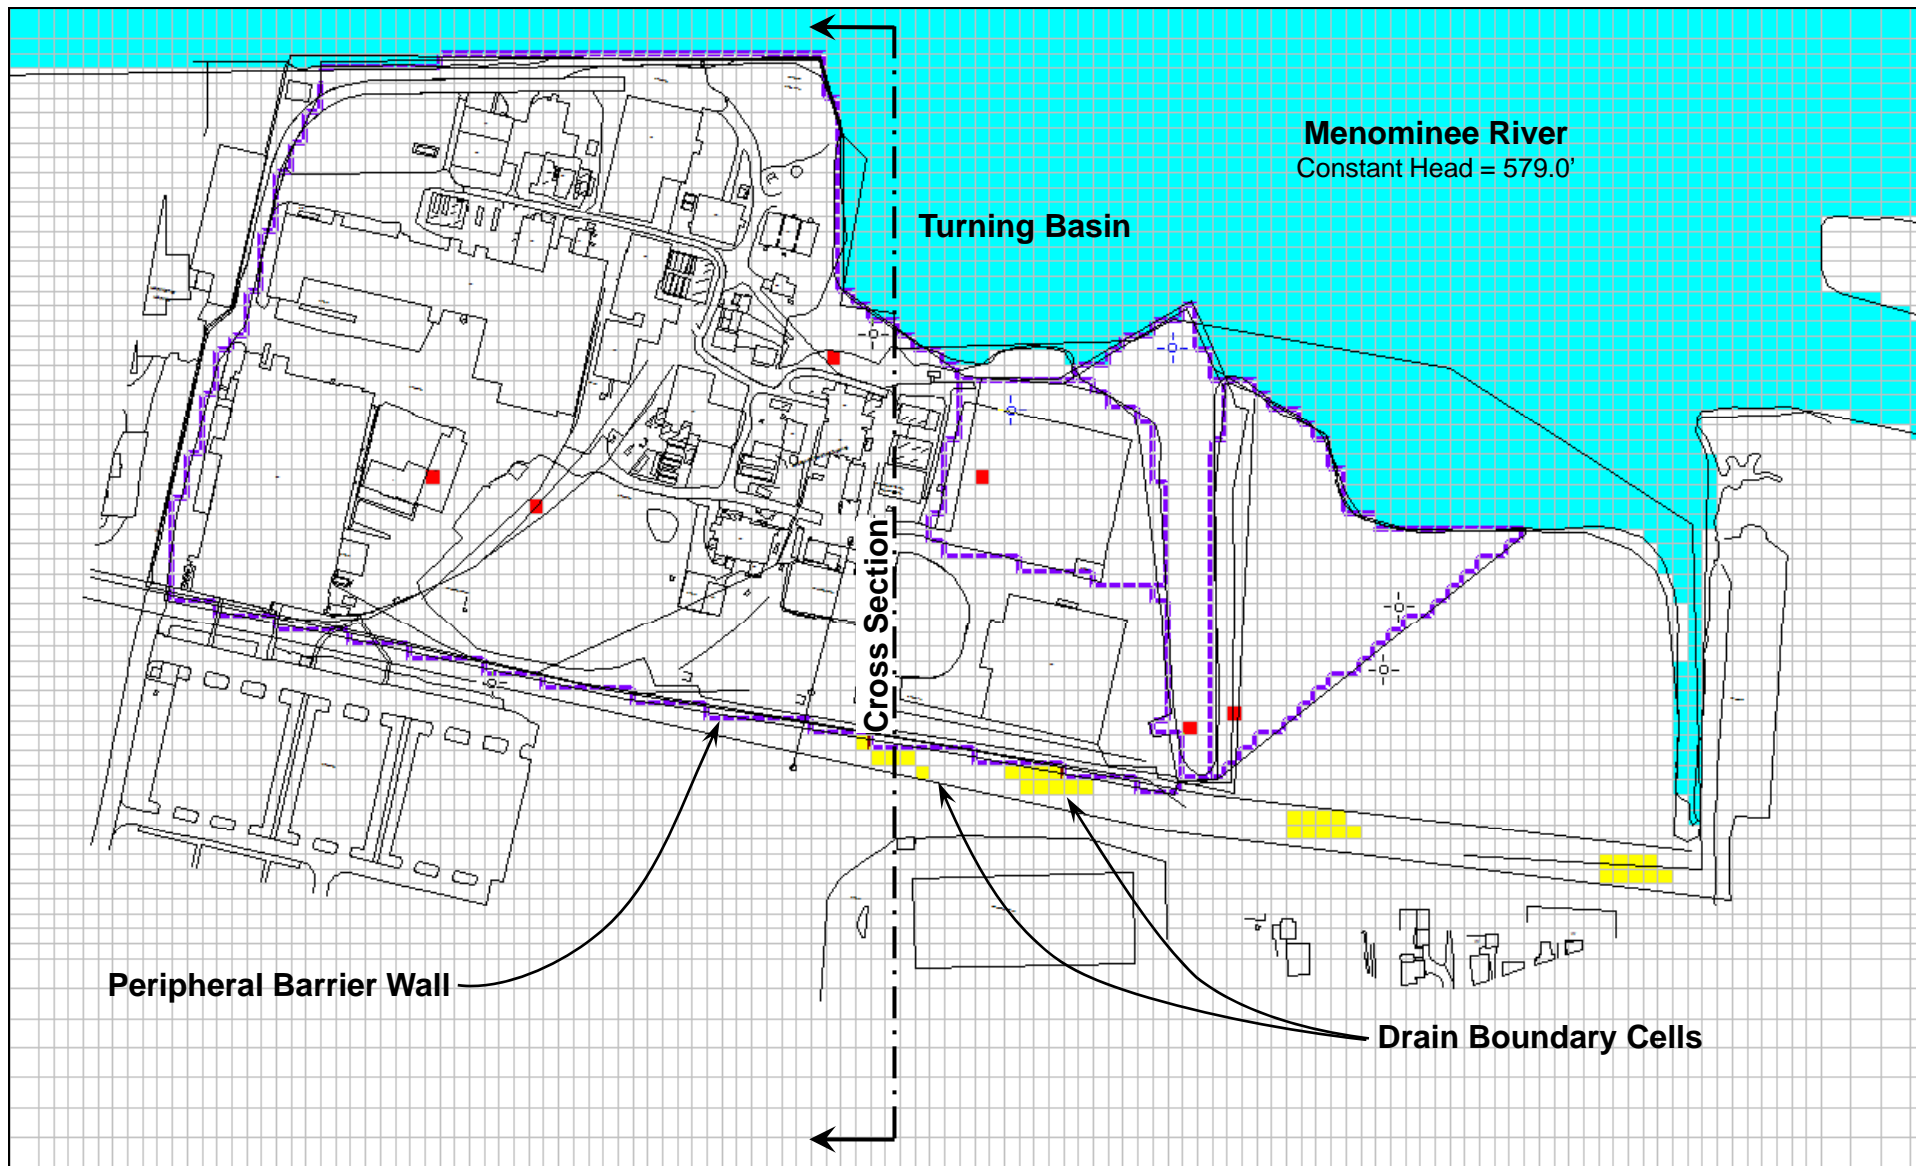 Menominee River
Constant Head = 579.0’
Turning Basin
Cross Section
Peripheral Barrier Wall
Drain Boundary Cells